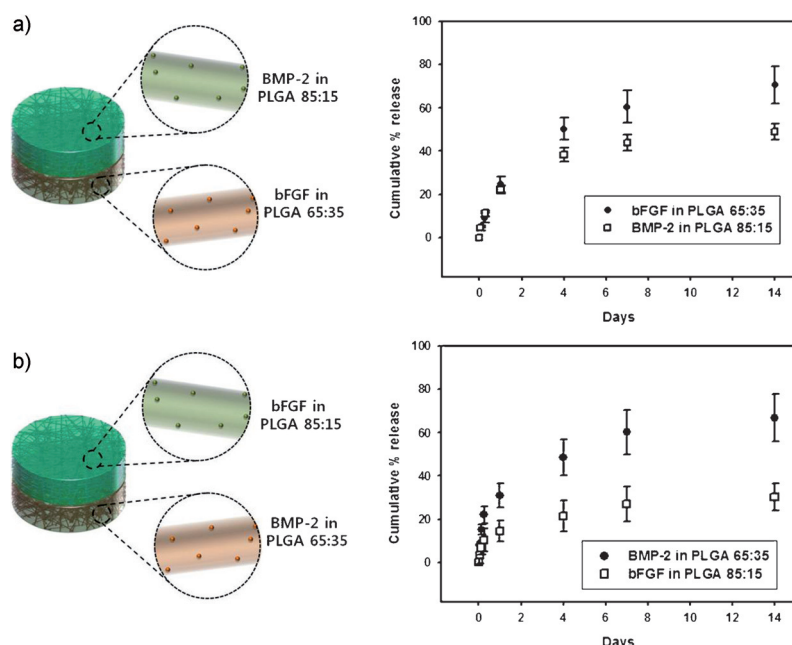 a)
BMP-2 in
PLGA 85:15
bFGF in
PLGA 65:35
Cumulative % release
100
80
60
40
20
0
bFGF in PLGA 65:35
BMP-2 in PLGA 85:15
0 2 4 6 8 10 12 14
Days
b)
bFGF in
PLGA 85:15
BMP-2 in
PLGA 65:35
Cumulative % release
100
80
60
40
20
0
BMP-2 in PLGA 65:35
bFGF in PLGA 85:15
0 2 4 6 8 10 12 14
Days